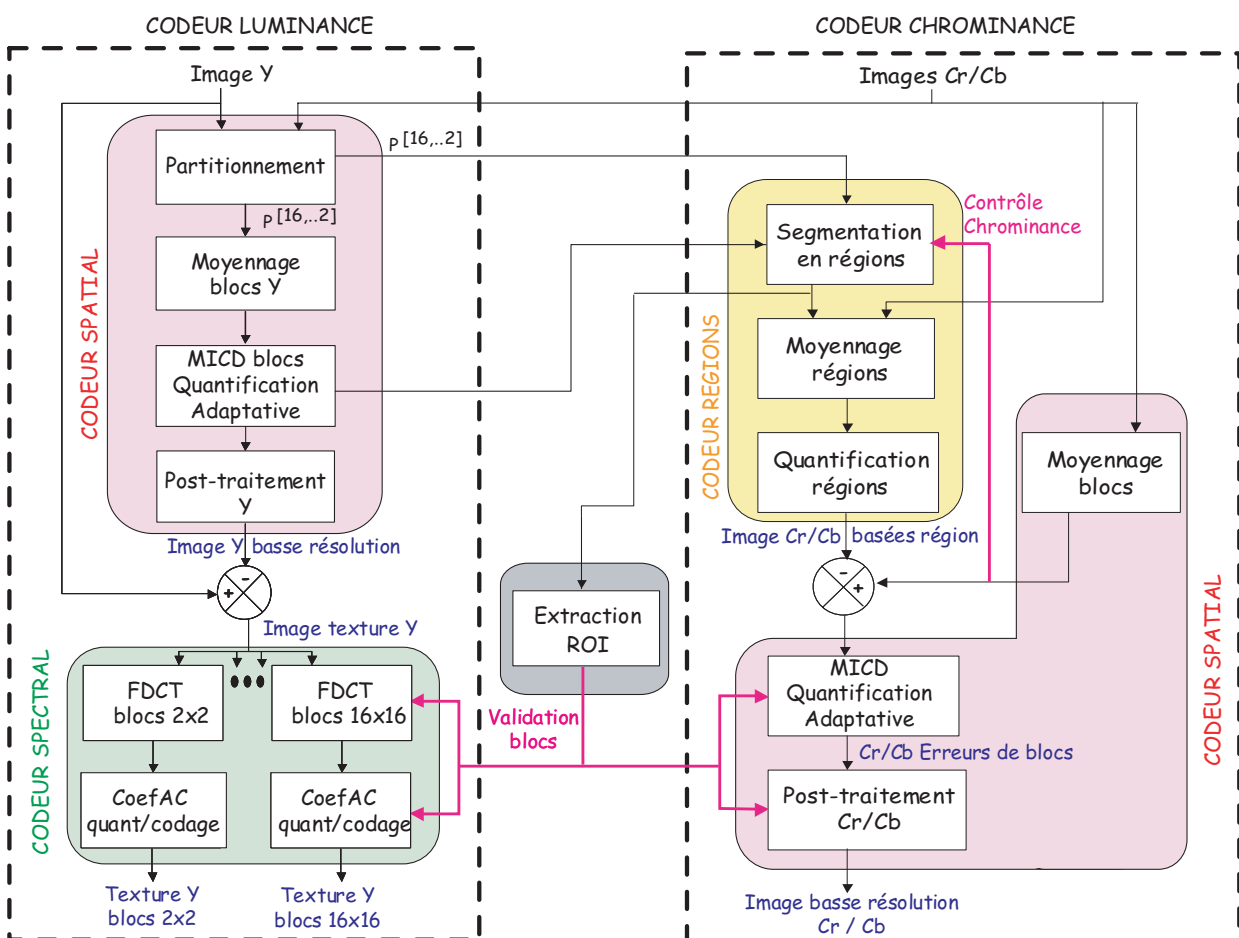 CODEUR LUMINANCE
Image Y
Partitionnement
P [16,..2]
P [16,..2]
Moyennage
blocs Y
MICD blocs
Quantification
Adaptative
Post-traitement
Y
CODEUR SPATIAL
Image Y basse résolution
-
+
Image texture Y
FDCT
blocs 2x2
FDCT
blocs 16x16
CoefAC
quant/codage
CoefAC
quant/codage
CODEUR SPECTRAL
Texture Y
blocs 2x2
Texture Y
blocs 16x16
Extraction
ROI
Validation
blocs
CODEUR CHROMINANCE
Images Cr/Cb
Contrôle
Chrominance
Segmentation
en régions
Moyennage
régions
Quantification
régions
CODEUR REGIONS
Moyennage
blocs
Image Cr/Cb basées région
-
+
MICD
Quantification
Adaptative
Cr/Cb Erreurs de blocs
Post-traitement
Cr/Cb
CODEUR SPATIAL
Image basse résolution
Cr / Cb